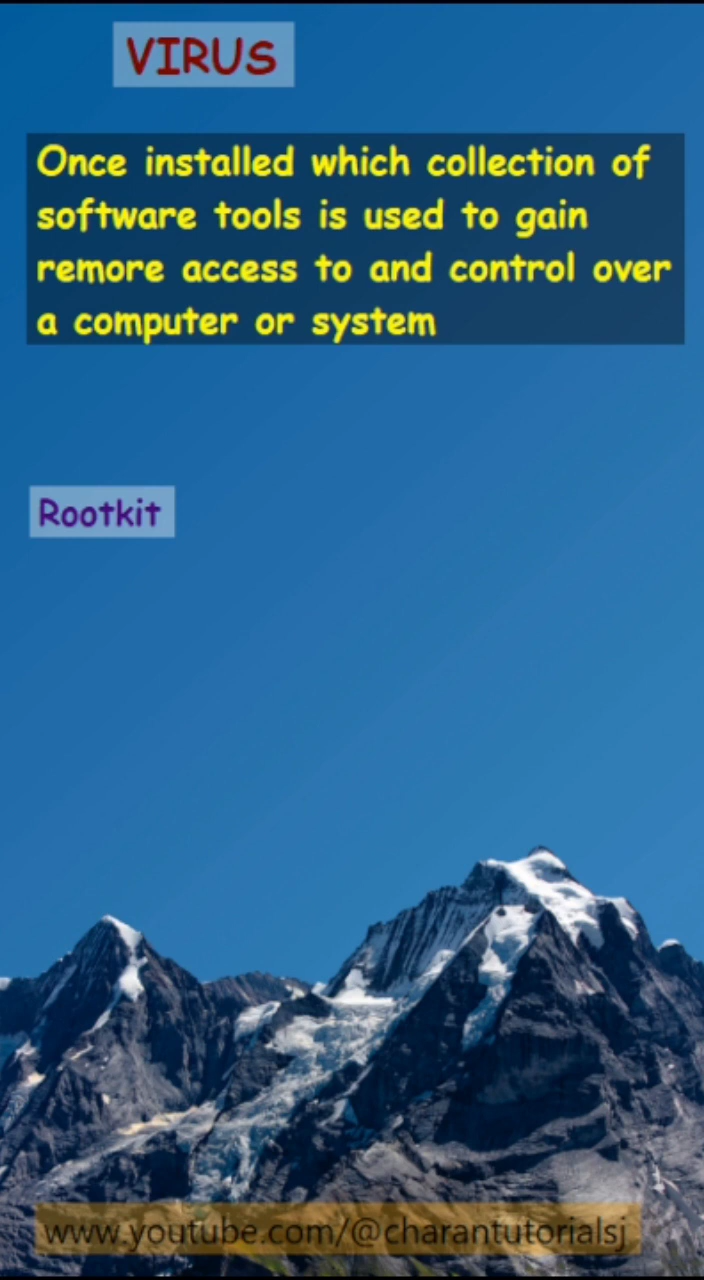 VIRUS
Once installed which collection of
software tools is used to gain
remore access to and control over
a computer or system
Rootkit
www.youtube.com/@charantutorialsj